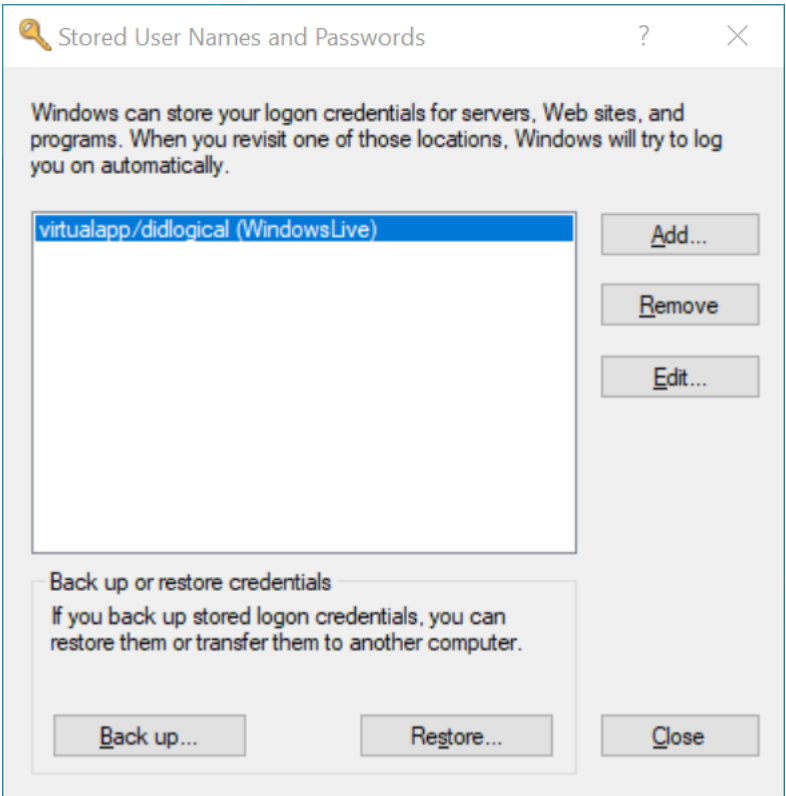 Stored User Names and Passwords
?
Windows can store your logon credentials for servers, Web sites, and
programs. When you revisit one of those locations, Windows will try to log
you on automatically.
virtualapp/didlogical (WindowsLive)
Add...
Remove
Edit...
Back up or restore credentials
If you back up stored logon credentials, you can
restore them or transfer them to another computer.
Back up...
Restore...
Close